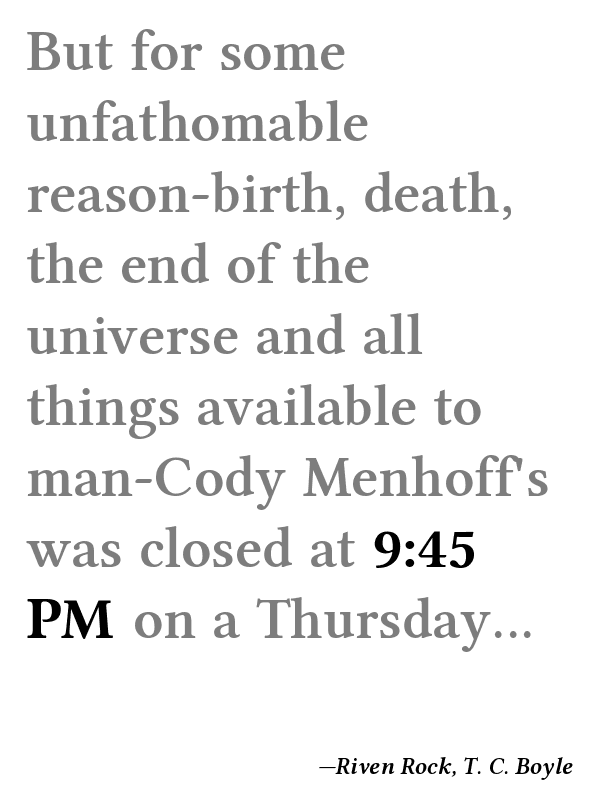 But for some
unfathomable
reason-birth, death,
the end of the
universe and all
things available to
man-Cody Menhoff's
was closed at 9:45
PM on a Thursday...
—Riven Rock, T. C. Boyle